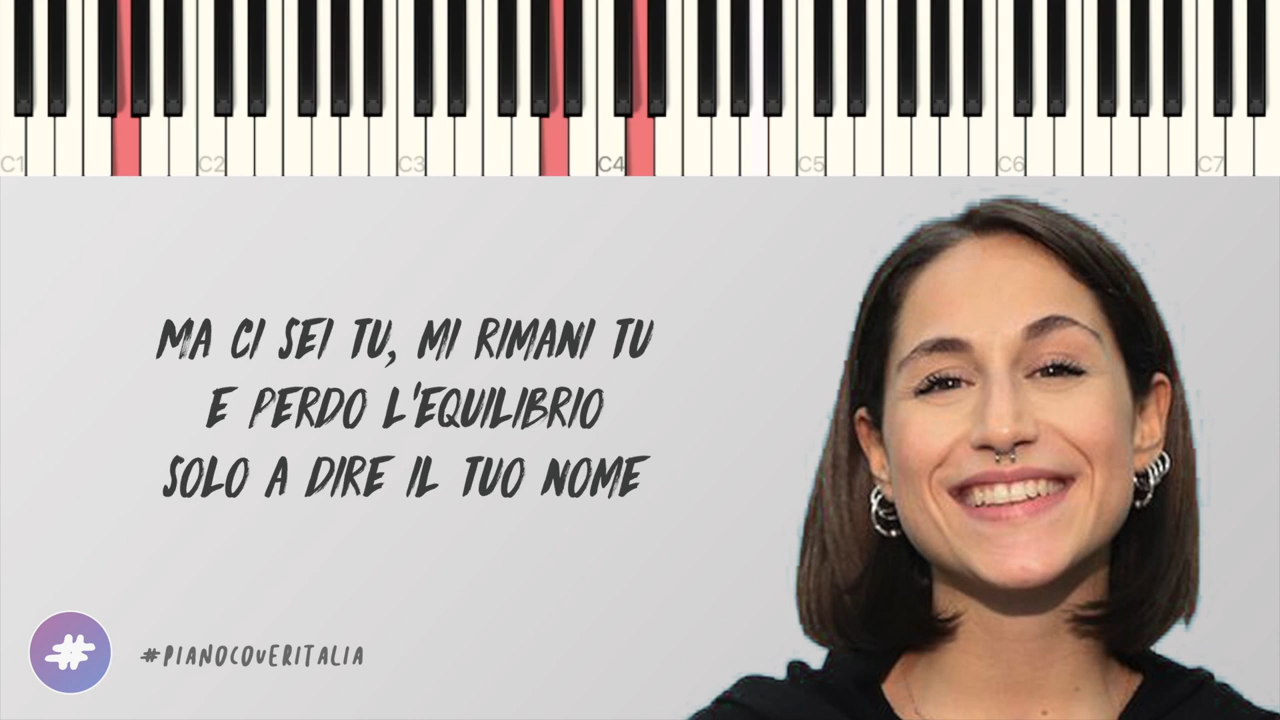 C1 C2 C3 C4 C5 C6 C7
MA CI SEI TU, MI RIMANI TU
E PERDO L'EQUILIBRIO
SOLO A DIRE IL TUO NOME
#PIANOCOVERITALIA